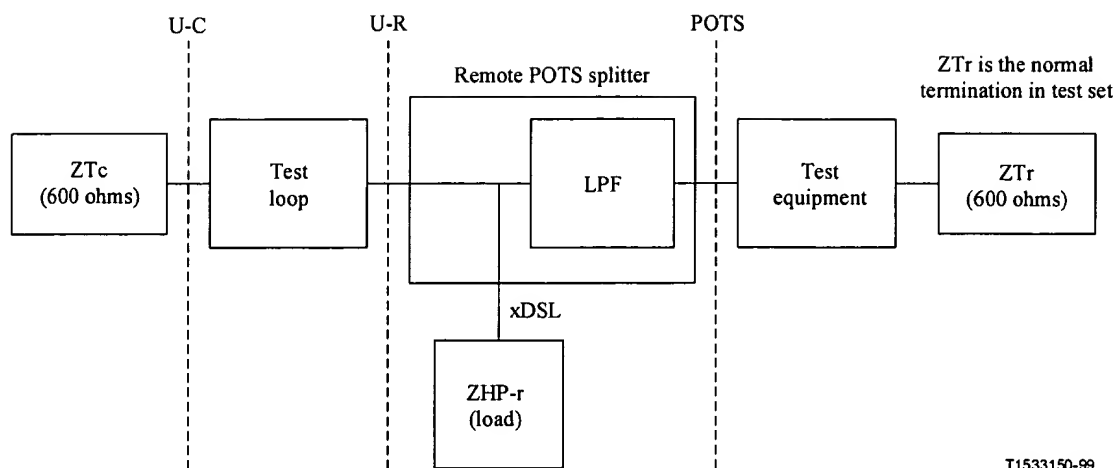 U-C
U-R
POTS
Remote POTS splitter
ZTr is the normal
termination in test set
ZTc
(600 ohms)
Test
loop
LPF
Test
equipment
ZTr
(600 ohms)
xDSL
ZHP-r
(load)
T1533150-99